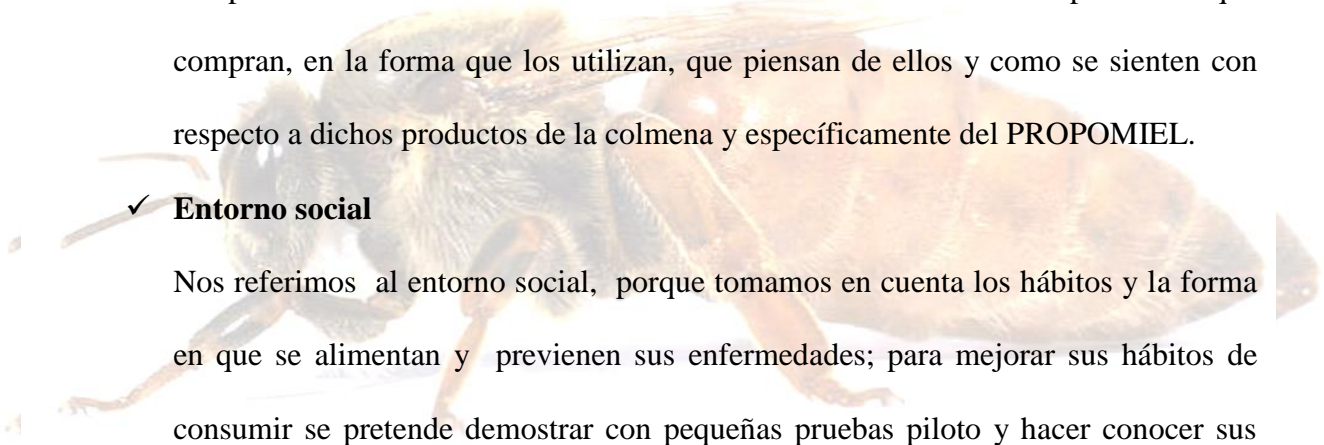 compran, en la forma que los utilizan, que piensan de ellos y como se sienten con
respecto a dichos productos de la colmena y específicamente del PROPOMIEL.
✓ Entorno social
Nos referimos al entorno social, porque tomamos en cuenta los hábitos y la forma
en que se alimentan y previenen sus enfermedades; para mejorar sus hábitos de
consumir se pretende demostrar con pequeñas pruebas piloto y hacer conocer sus